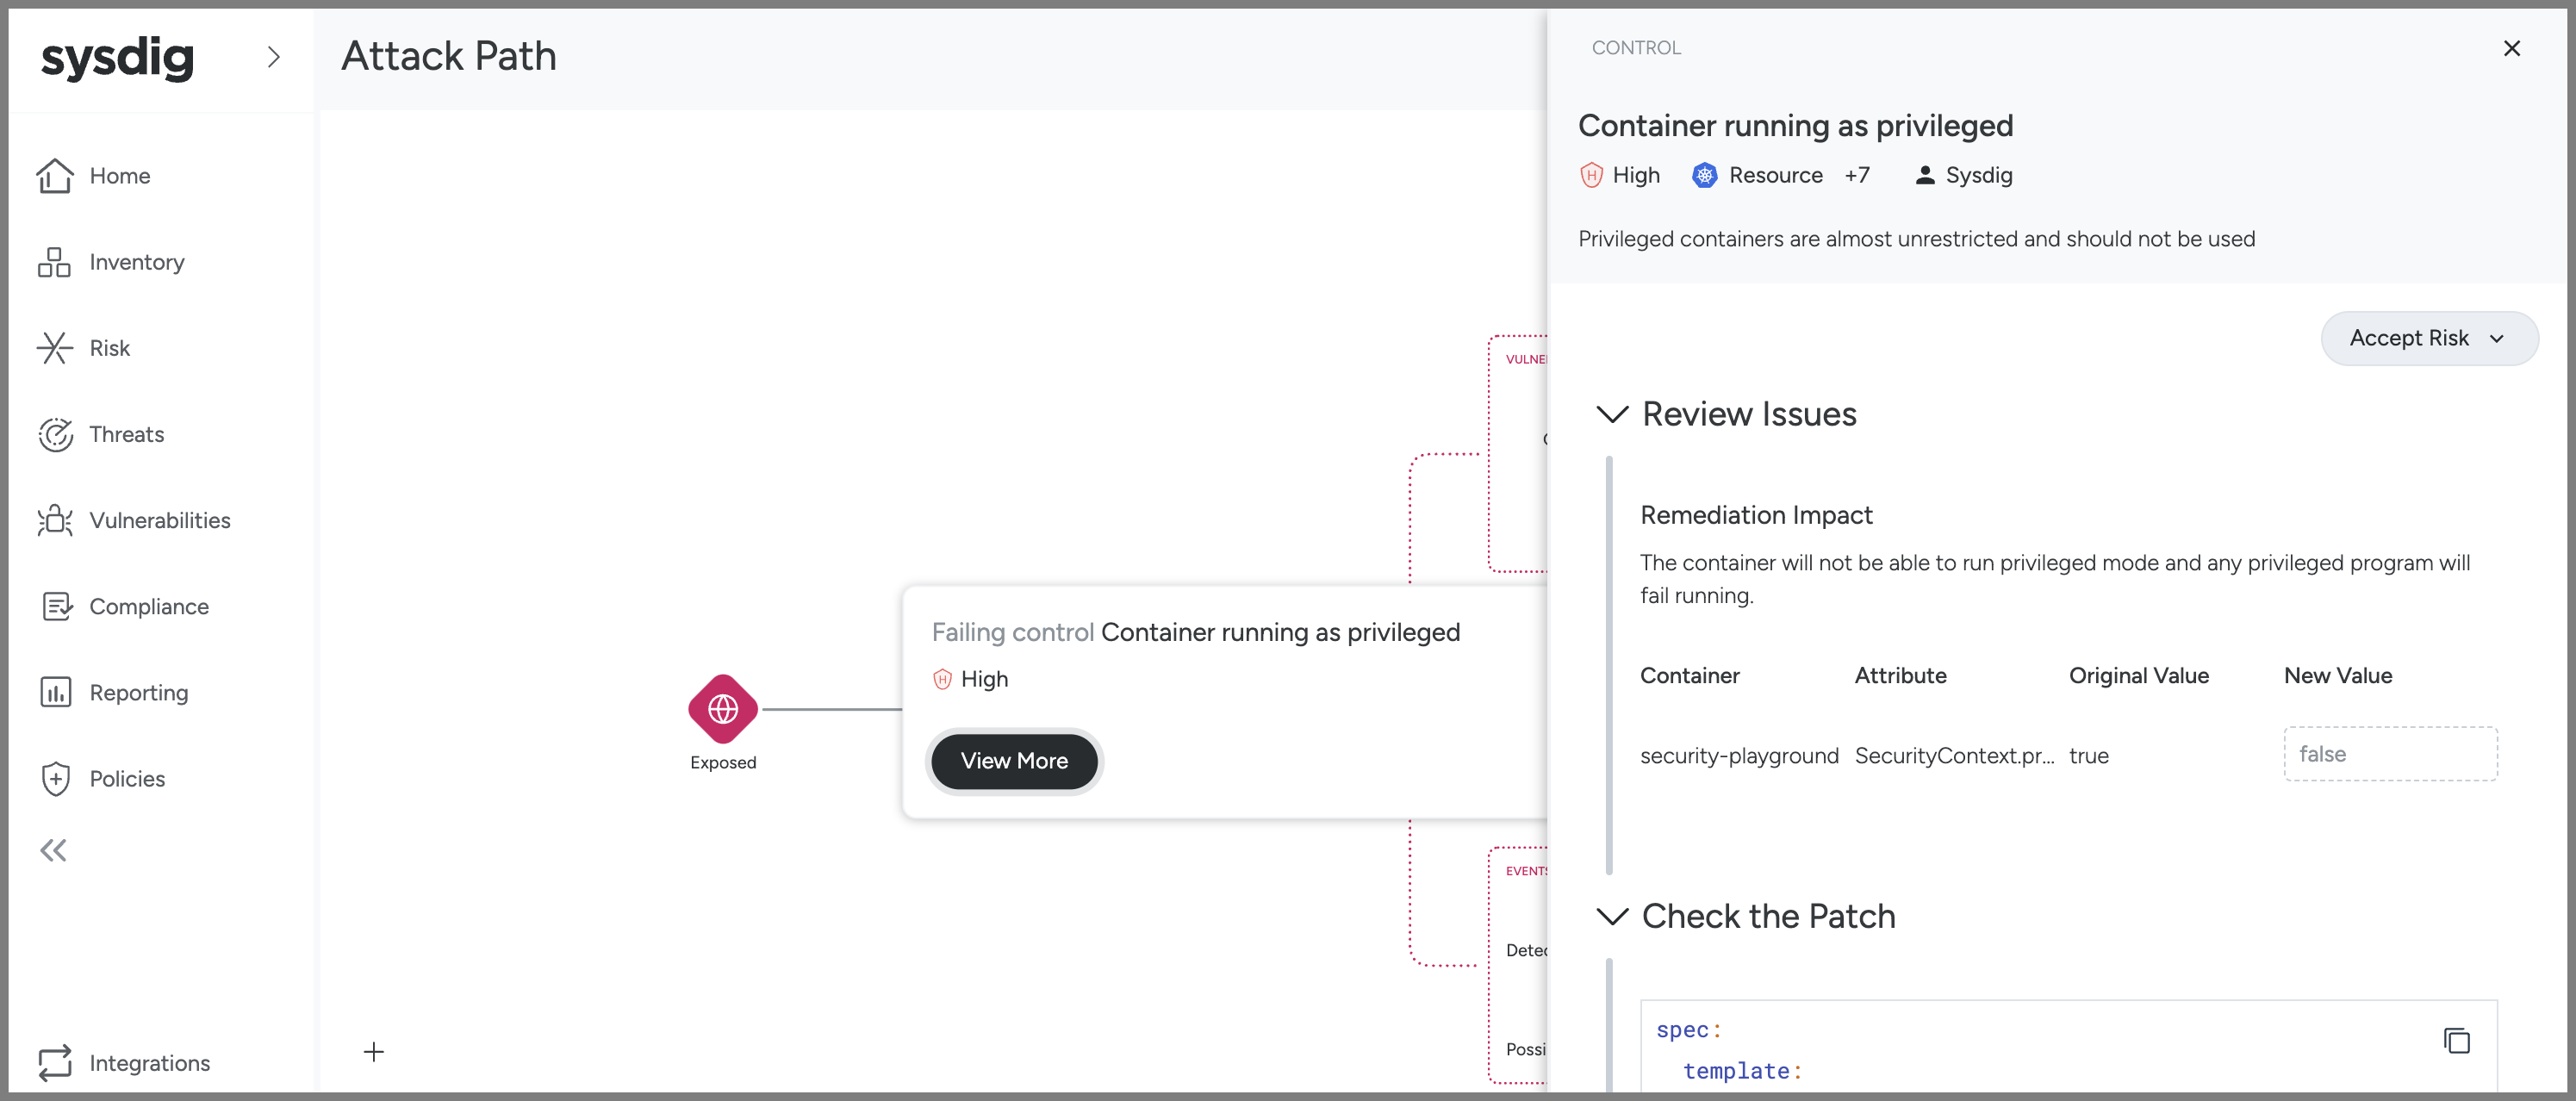 sysdig
Home
Inventory
Risk
Threats
Vulnerabilities
Compliance
Reporting
Policies
Integrations
Attack Path
Exposed
Failing control Container running as privileged
High
View More
VULNE
EVENTS
Detec
Possi
CONTROL
Container running as privileged
High Resource +7 Sysdig
Privileged containers are almost unrestricted and should not be used
Accept Risk
Review Issues
Remediation Impact
The container will not be able to run privileged mode and any privileged program will
fail running.
Container Attribute Original Value New Value
security-playground SecurityContext.pr... true false
Check the Patch
spec:
template: